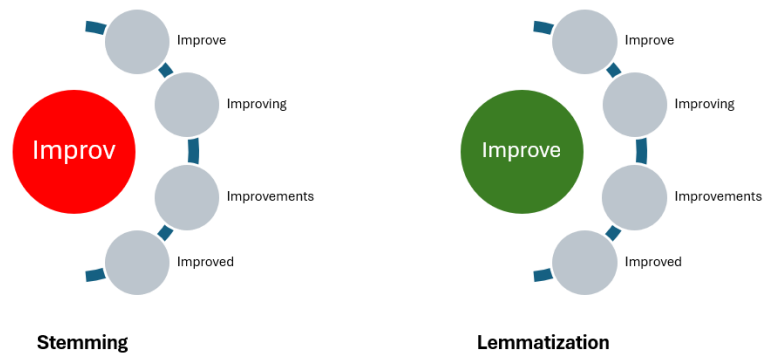 Improve
Improving
Improv
Improvements
Improved
Stemming
Improve
Improving
Improve
Improvements
Improved
Lemmatization